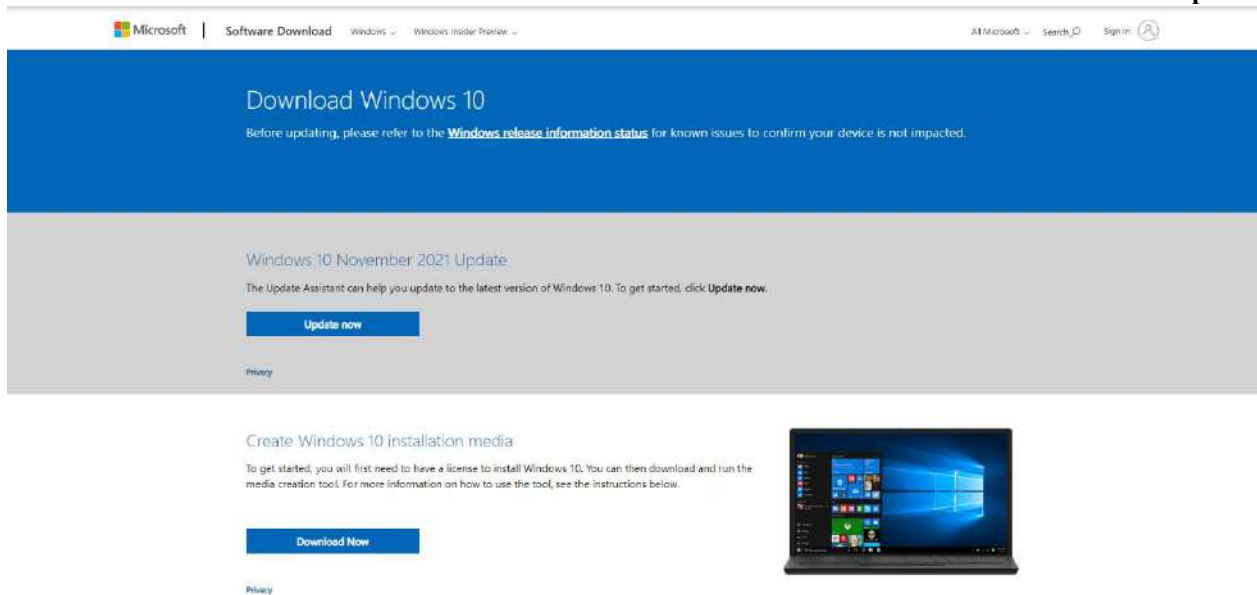 Microsoft | Software Download Windows Windows Insider Preview All Microsoft Search Sign in
Download Windows 10
Before updating, please refer to the Windows release information status for known issues to confirm your device is not impacted.
Windows 10 November 2021 Update
The Update Assistant can help you update to the latest version of Windows 10. To get started, click Update now.
Update now
Privacy
Create Windows 10 installation media
To get started, you will first need to have a license to install Windows 10. You can then download and run the
media creation tool. For more information on how to use the tool, see the instructions below.
Download Now
Privacy